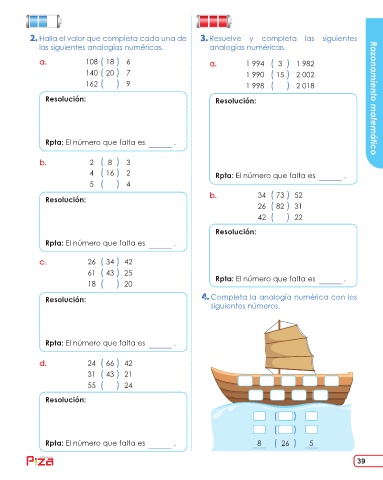 2. Halla el valor que completa cada una de
las siguientes analogías numéricas.
a. 108 ( 18 ) 6
140 ( 20 ) 7
162 ( ) 9
Resolución:
Rpta: El número que falta es ______ .
b. 2 ( 8 ) 3
4 ( 16 ) 2
5 ( ) 4
Resolución:
Rpta: El número que falta es ______ .
c. 26 ( 34 ) 42
61 ( 43 ) 25
18 ( ) 20
Resolución:
Rpta: El número que falta es ______ .
d. 24 ( 66 ) 42
31 ( 43 ) 21
55 ( ) 24
Resolución:
Rpta: El número que falta es ______ .
3. Resuelve y completa las siguientes
analogías numéricas.
a. 1 994 ( 3 ) 1 982
1 990 ( 15 ) 2 002
1 998 ( ) 2 018
Resolución:
Rpta: El número que falta es ______ .
b. 34 ( 73 ) 52
26 ( 82 ) 31
42 ( ) 22
Resolución:
Rpta: El número que falta es ______ .
4. Completa la analogía numérica con los
siguientes números.
( )
( )
8 ( 26 ) 5
Razonamiento matemático
Piza
39